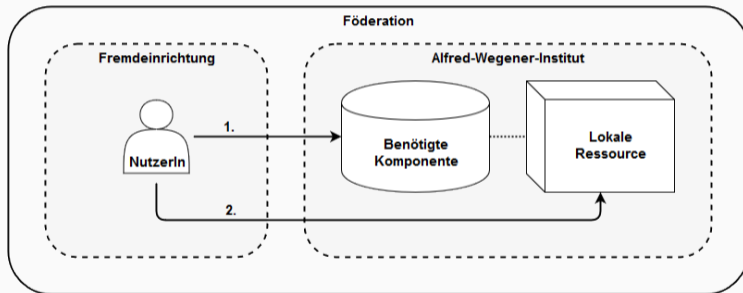 Föderation
Fremdeinrichtung
Alfred-Wegener-Institut
NutzerIn
1.
Benötigte
Komponente
Lokale
Ressource
2.